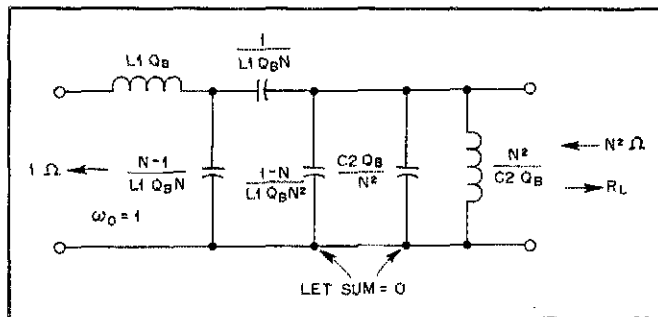 1
L1 QB
L1 QBN
1 Ω
N-1
L1 QBN
1-N
L1 QBN²
C2 QB
N²
N²
C2 QB
N² Ω
RL
ω0 = 1
LET SUM = 0